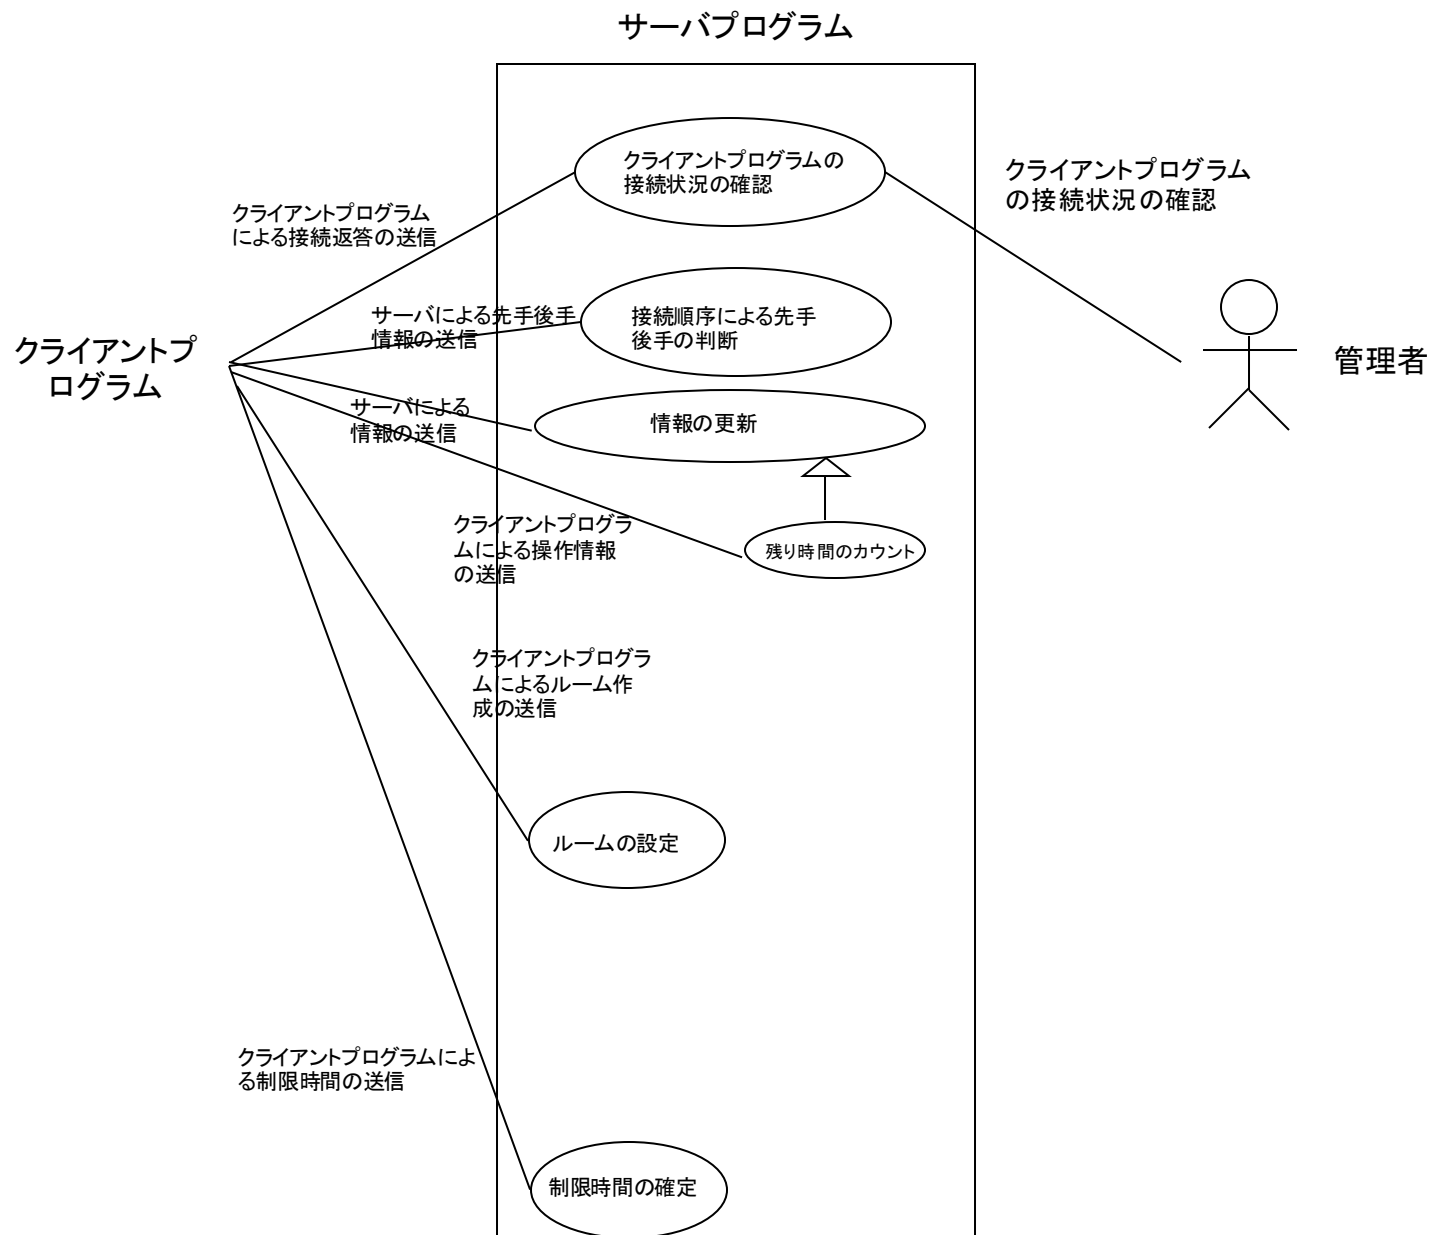 サーバプログラム
クライアントプログラムの
接続状況の確認
クライアントプログラム
の接続状況の確認
クライアントプログラム
による接続返答の送信
サーバによる先手後手
情報の送信
接続順序による先手
後手の判断
クライアントプ
ログラム
管理者
サーバによる
情報の送信
情報の更新
クライアントプログラ
ムによる操作情報
の送信
残り時間のカウント
クライアントプログラ
ムによるルーム作
成の送信
ルームの設定
クライアントプログラムによ
る制限時間の送信
制限時間の確定